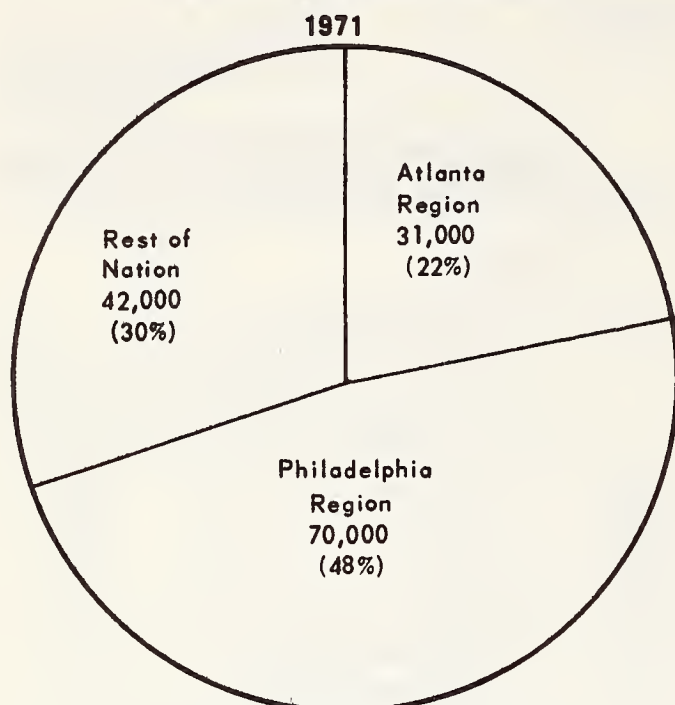 1971
Atlanta
Region
31,000
(22%)
Rest of
Nation
42,000
(30%)
Philadelphia
Region
70,000
(48%)